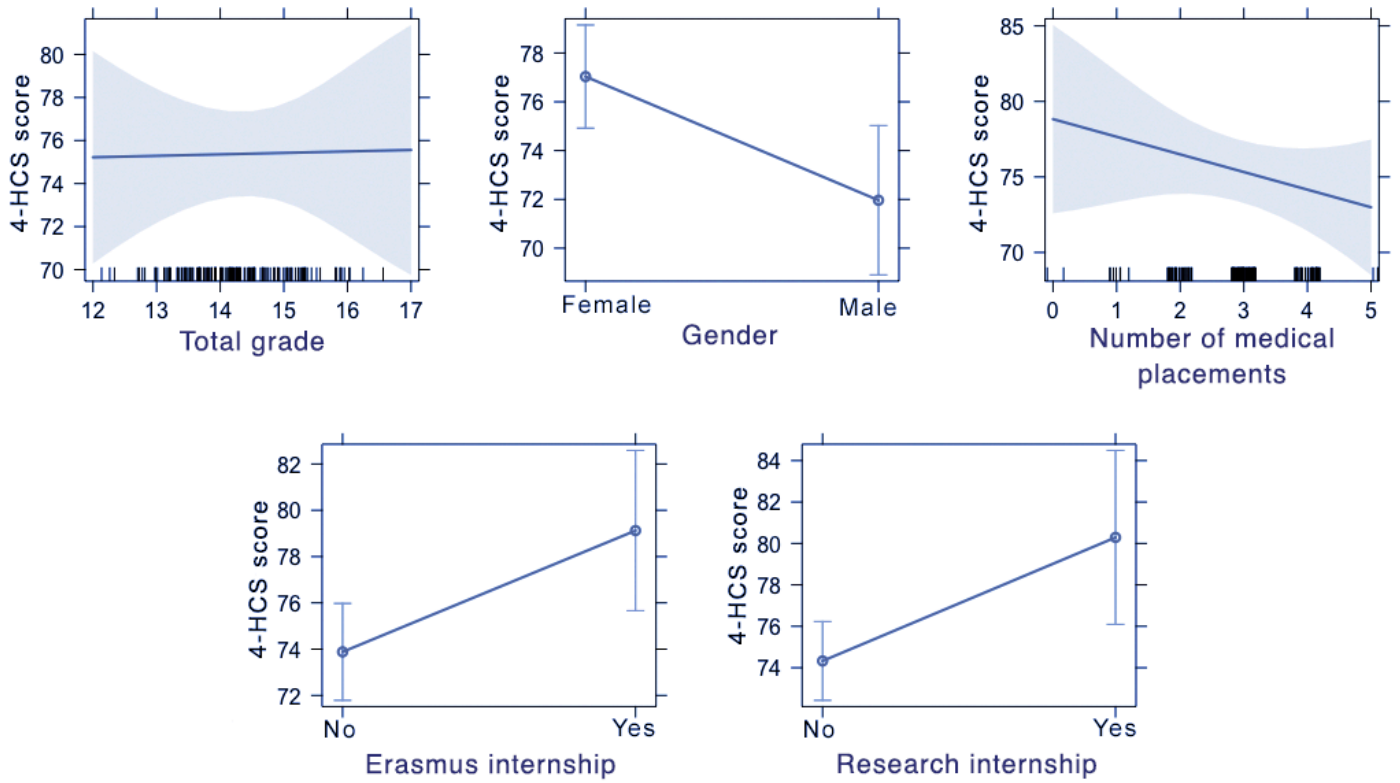 80
78
76
74
72
70
4-HCS score
12 13 14 15 16 17
Total grade
78
76
74
72
70
4-HCS score
Female Male
Gender
85
80
75
70
4-HCS score
0 1 2 3 4 5
Number of medical
placements
82
80
78
76
74
72
4-HCS score
No Yes
Erasmus internship
84
82
80
78
76
74
4-HCS score
No Yes
Research internship